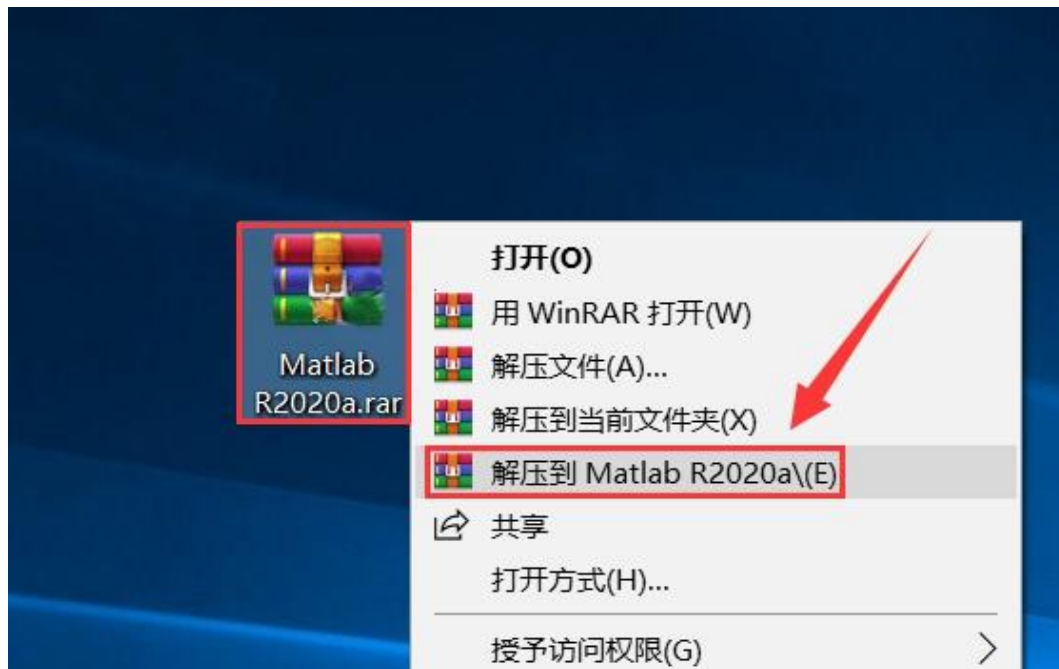 Matlab
R2020a.rar
打开(O)
用 WinRAR 打开(W)
解压文件(A)...
解压到当前文件夹(X)
解压到 Matlab R2020a\(E)
共享
打开方式(H)...
授予访问权限(G)